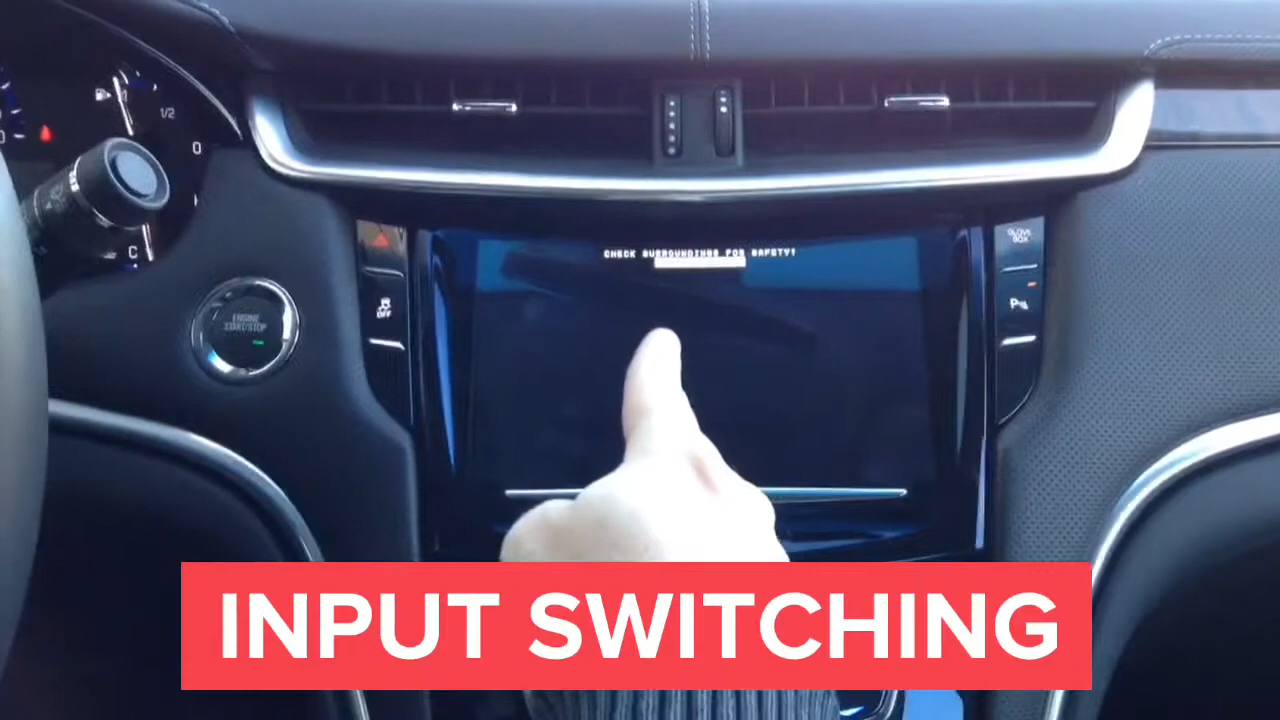 1/2
0
C
CHECK SURROUNDINGS FOR SAFETY!
GLOVE
BOX
OFF
ENGINE
START/STOP
P
INPUT SWITCHING